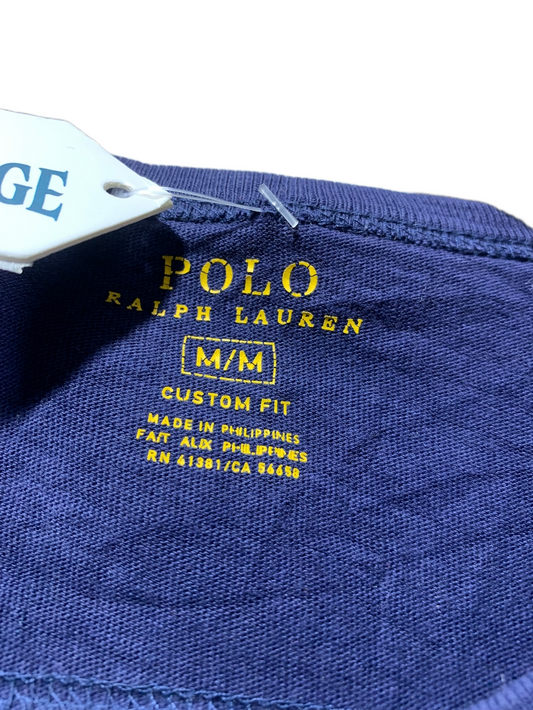 GE
POLO
RALPH LAUREN
M/M
CUSTOM FIT
MADE IN PHILIPPINES
FAIT AUX PHILIPPINES
RN 41381/CA 56658